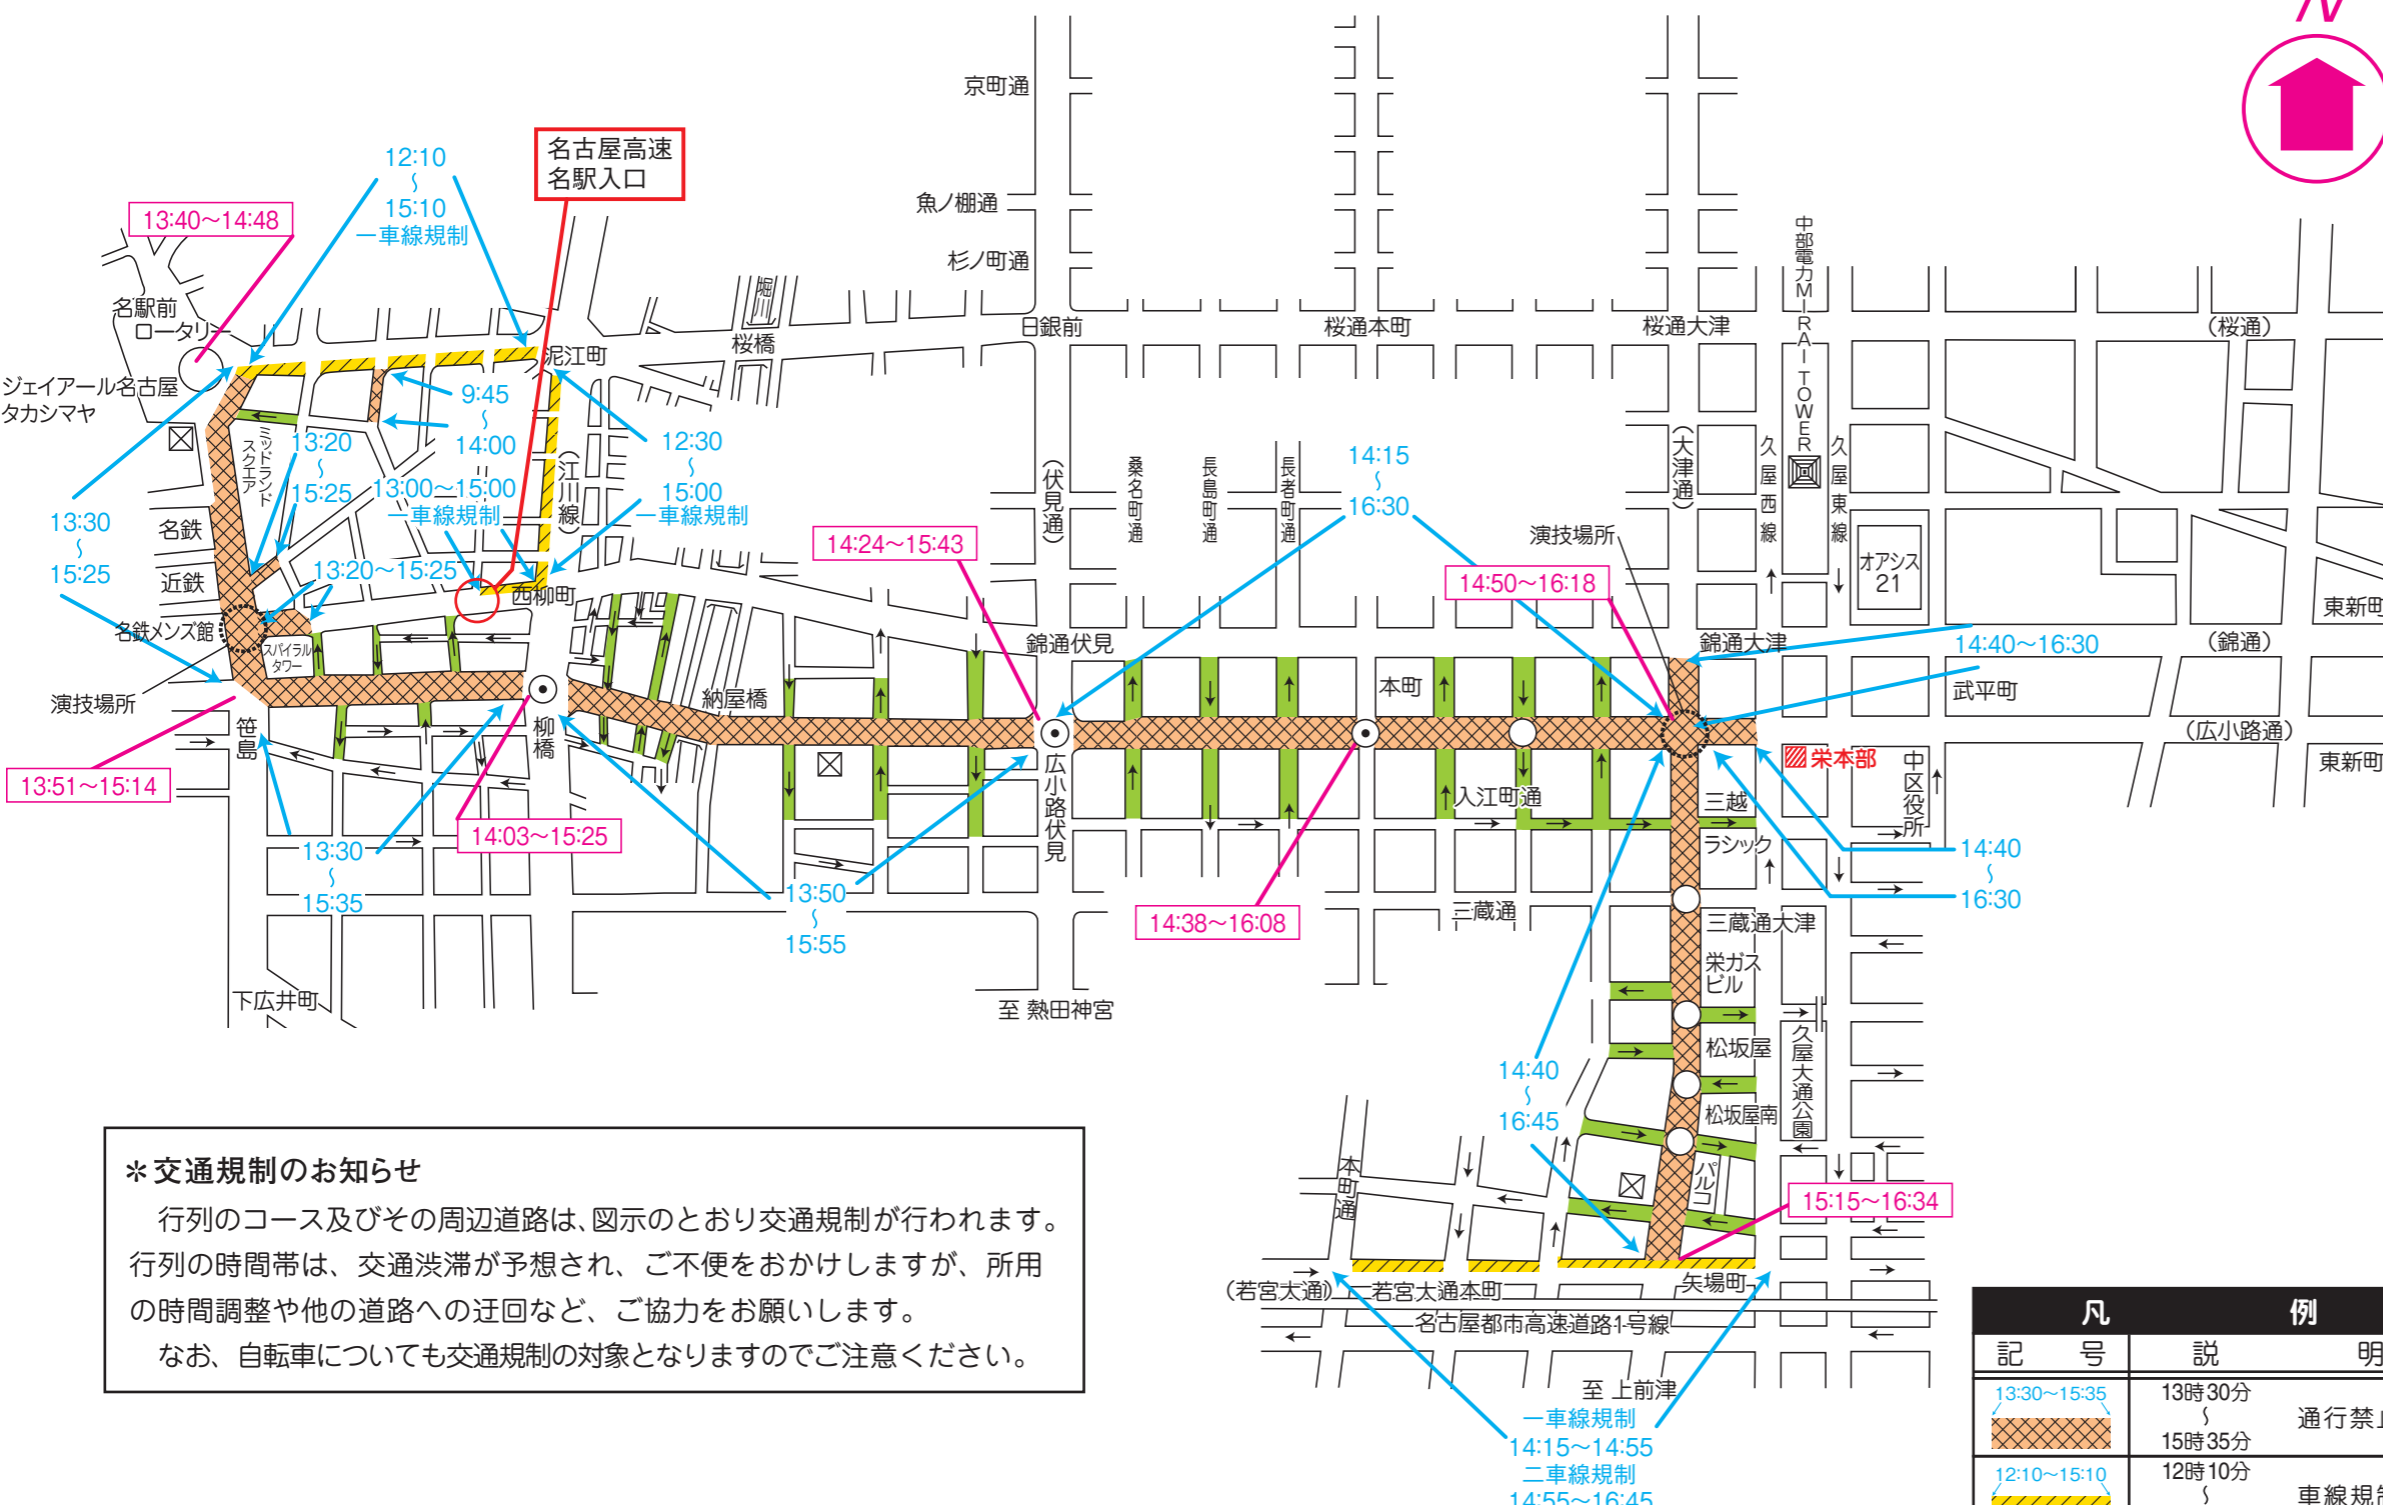 N
京町通
魚ノ棚通
杉ノ町通
名古屋高速
名駅入口
12:10
〜
15:10
一車線規制
13:40〜14:48
名駅前
ロータリー
ジェイアール名古屋
タカシマヤ
泥江町
堀川
桜橋
日銀前
桜通本町
桜通大津
中部電力MIRAI TOWER
(桜通)
9:45
〜
14:00
ミッドランド
スクエア
13:20
〜
15:25
13:00〜15:00
一車線規制
(江川線)
12:30
〜
15:00
一車線規制
13:30
〜
15:25
名鉄
近鉄
13:20〜15:25
西柳町
名鉄メンズ館
スパイラル
タワー
演技場所
笹島
13:51〜15:14
柳橋
納屋橋
14:03〜15:25
13:30
〜
15:35
13:50
〜
15:55
下広井町
14:24〜15:43
(伏見通)
桑名町通
長島町通
長者町通
14:15
〜
16:30
錦通伏見
広小路伏見
至 熱田神宮
演技場所
14:50〜16:18
(大津通)
久屋西線
久屋東線
オアシス
21
東新町
錦通大津
14:40〜16:30
(錦通)
本町
武平町
(広小路通)
栄本部
中区役所
東新町
入江町通
三越
ラシック
14:40
〜
16:30
14:38〜16:08
三蔵通
三蔵通大津
栄ガス
ビル
松坂屋
久屋大通公園
松坂屋南
14:40
〜
16:45
本町通
パルコ
15:15〜16:34
(若宮大通)
若宮大通本町
矢場町
名古屋都市高速道路1号線
至 上前津
一車線規制
14:15〜14:55
二車線規制
14:55〜16:45
＊交通規制のお知らせ
行列のコース及びその周辺道路は、図示のとおり交通規制が行われます。
行列の時間帯は、交通渋滞が予想され、ご不便をおかけしますが、所用
の時間調整や他の道路への迂回など、ご協力をお願いします。
なお、自転車についても交通規制の対象となりますのでご注意ください。
凡 例
記 号 説 明
13:30〜15:35 13時30分
〜 通行禁止
15時35分
12:10〜15:10 12時10分
〜 車線規制